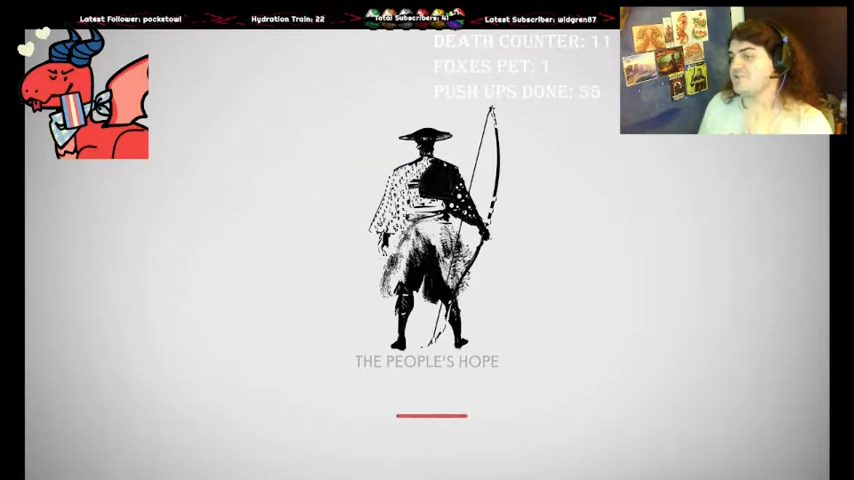 Latest Follower: pocketowl
Hydration Train: 22
Total Subscribers: 41
Latest Subscriber: widgren87
DEATH COUNTER: 11
FOXES PET: 1
PUSH UPS DONE: 55
THE PEOPLE'S HOPE